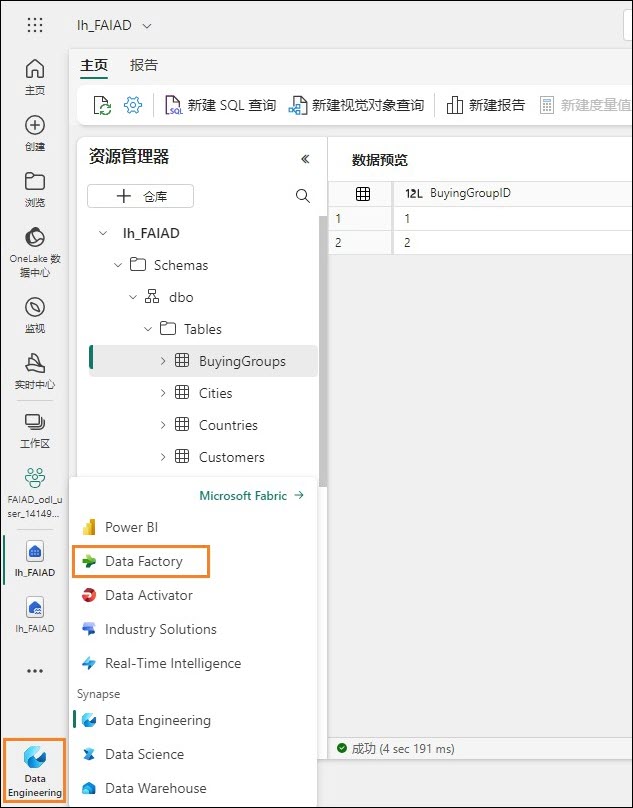 lh_FAIAD
主页
创建
浏览
OneLake 数
据中心
监视
实时中心
工作区
FAIAD_odl_u
ser_14149...
lh_FAIAD
lh_FAIAD
Data
Engineering
主页 报告
新建 SQL 查询 新建视觉对象查询 新建报告 新建度量值
资源管理器
仓库
lh_FAIAD
Schemas
dbo
Tables
BuyingGroups
Cities
Countries
Customers
Microsoft Fabric
Power BI
Data Factory
Data Activator
Industry Solutions
Real-Time Intelligence
Synapse
Data Engineering
Data Science
Data Warehouse
数据预览
12L BuyingGroupID
1 1
2 2
成功 (4 sec 191 ms)